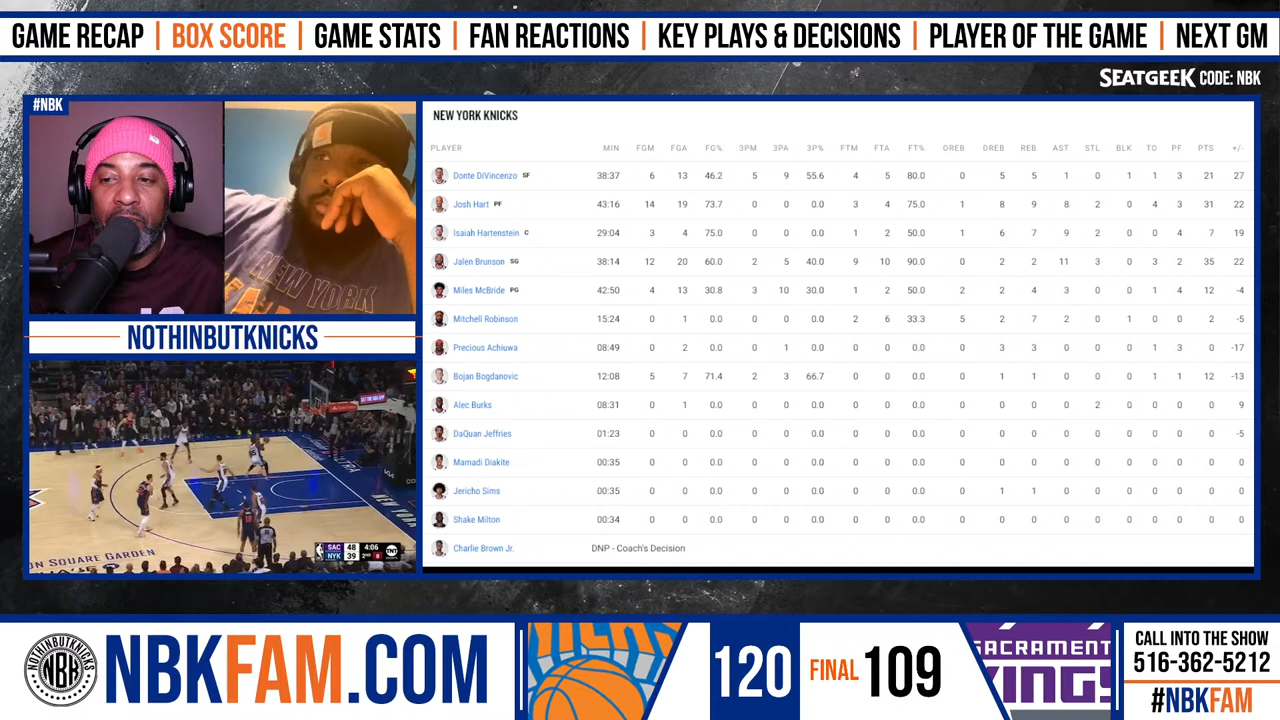 GAME RECAP | BOX SCORE | GAME STATS | FAN REACTIONS | KEY PLAYS & DECISIONS | PLAYER OF THE GAME | NEXT GM
SEATGEEK CODE: NBK
#NBK
NEW YORK KNICKS
PLAYER MIN FGM FGA FG% 3PM 3PA 3P% FTM FTA FT% OREB DREB REB AST STL BLK TO PF PTS +/-
Donte DiVincenzo SF 38:37 6 13 46.2 5 9 55.6 4 5 80.0 0 5 5 1 0 1 1 3 21 27
Josh Hart PF 43:16 14 19 73.7 0 0 0.0 3 4 75.0 1 8 9 8 2 0 4 3 31 22
Isaiah Hartenstein C 29:04 3 4 75.0 0 0 0.0 1 2 50.0 1 6 7 9 2 0 0 4 7 19
Jalen Brunson SG 38:14 12 20 60.0 2 5 40.0 9 10 90.0 0 2 2 11 3 0 3 2 35 22
Miles McBride PG 42:50 4 13 30.8 3 10 30.0 1 2 50.0 2 2 4 3 0 0 1 4 12 -4
Mitchell Robinson 15:24 0 1 0.0 0 0 0.0 2 6 33.3 5 2 7 2 0 1 0 0 2 -5
Precious Achiuwa 08:49 0 2 0.0 0 1 0.0 0 0 0.0 0 3 3 0 0 0 1 3 0 -17
Bojan Bogdanovic 12:08 5 7 71.4 2 3 66.7 0 0 0.0 0 1 1 0 0 0 1 1 12 -13
Alec Burks 08:31 0 1 0.0 0 0 0.0 0 0 0.0 0 0 0 0 2 0 0 0 0 9
DaQuan Jeffries 01:23 0 0 0.0 0 0 0.0 0 0 0.0 0 0 0 0 0 0 0 0 0 -5
Mamadi Diakite 00:35 0 0 0.0 0 0 0.0 0 0 0.0 0 0 0 0 0 0 0 0 0 0
Jericho Sims 00:35 0 0 0.0 0 0 0.0 0 0 0.0 0 1 1 0 0 0 0 0 0 0
Shake Milton 00:34 0 0 0.0 0 0 0.0 0 0 0.0 0 0 0 0 0 0 0 0 0 0
Charlie Brown Jr. DNP - Coach's Decision
NEW YORK
NOTHINBUTKNICKS
ON SQUARE GARDEN
NEW YORK
SAC 48 4:06
NYK 39 2ND 8
TNT
NOTHINBUTKNICKS
NBK
NBKFAM.COM
120 FINAL 109
SACRAMENTO
KINGS
CALL INTO THE SHOW
516-362-5212
#NBKFAM